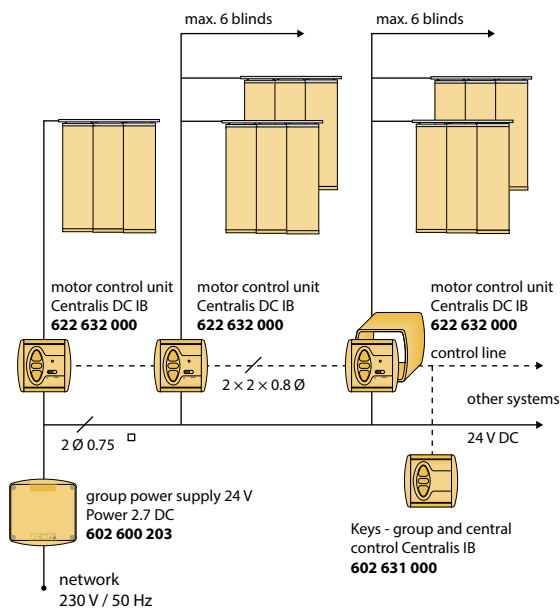 max. 6 blinds
max. 6 blinds
motor control unit
Centralis DC IB
622 632 000
motor control unit
Centralis DC IB
622 632 000
motor control unit
Centralis DC IB
622 632 000
control line
2 × 2 × 0.8 Ø
other systems
2 Ø 0.75 □
24 V DC
group power supply 24 V
Power 2.7 DC
602 600 203
Keys - group and central
control Centralis IB
602 631 000
network
230 V / 50 Hz